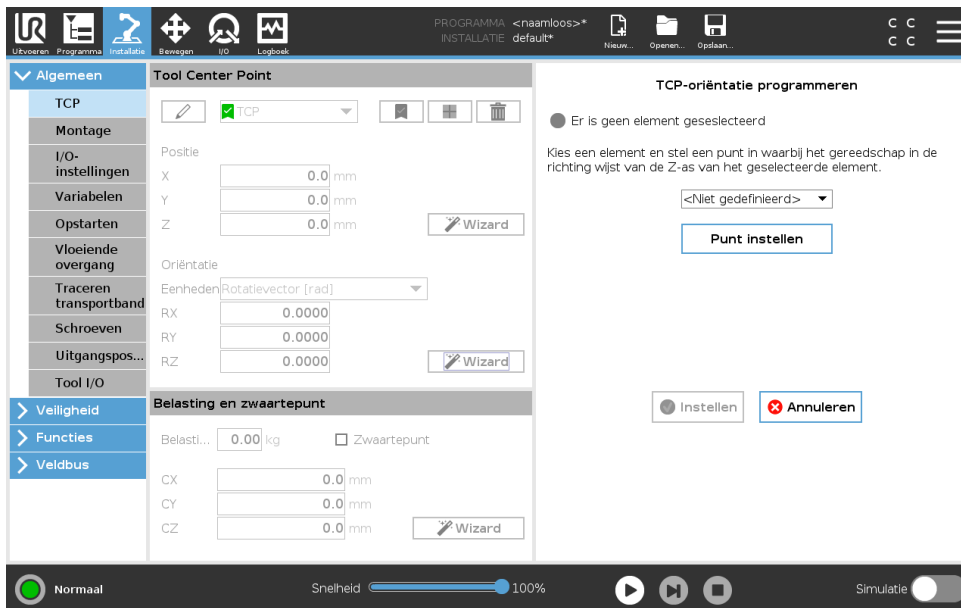 UR
Uitvoeren
Programma
Installatie
Bewegen
I/O
Logboek
PROGRAMMA <naamloos>*
INSTALLATIE default*
Nieuw...
Openen...
Opslaan...
C C
C C
Algemeen
TCP
Montage
I/O-
instellingen
Variabelen
Opstarten
Vloeiende
overgang
Traceren
transportband
Schroeven
Uitgangspos...
Tool I/O
Veiligheid
Functies
Veldbus
Tool Center Point
TCP
Positie
X 0.0 mm
Y 0.0 mm
Z 0.0 mm
Wizard
Oriëntatie
Eenheden Rotatievector [rad]
RX 0.0000
RY 0.0000
RZ 0.0000
Wizard
Belasting en zwaartepunt
Belasti... 0.00 kg
Zwaartepunt
CX 0.0 mm
CY 0.0 mm
CZ 0.0 mm
Wizard
TCP-oriëntatie programmeren
Er is geen element geseslecteerd
Kies een element en stel een punt in waarbij het gereedschap in de
richting wijst van de Z-as van het geselecteerde element.
<Niet gedefinieerd>
Punt instellen
Instellen
Annuleren
Normaal
Snelheid
100%
Simulatie